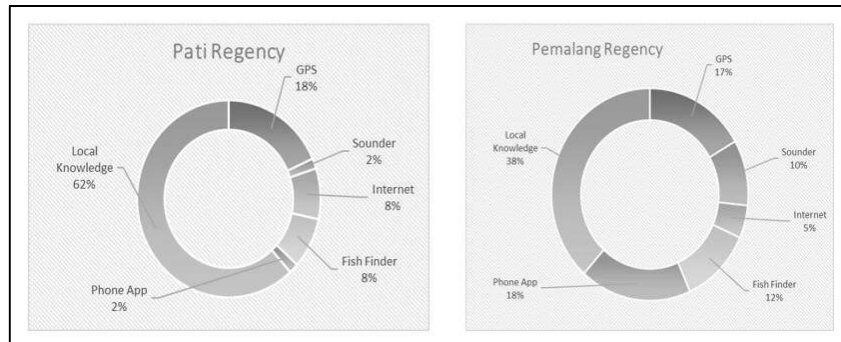 Pati Regency
GPS
18%
Sounder
2%
Internet
8%
Fish Finder
8%
Phone App
2%
Local
Knowledge
62%
Pemalang Regency
GPS
17%
Sounder
10%
Internet
5%
Fish Finder
12%
Phone App
18%
Local
Knowledge
38%